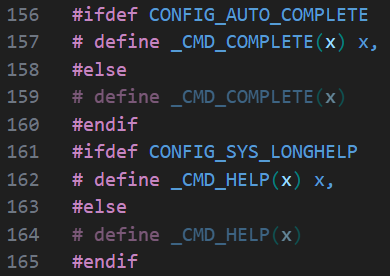 156 #ifdef CONFIG_AUTO_COMPLETE
157 # define _CMD_COMPLETE(x) x,
158 #else
159 # define _CMD_COMPLETE(x)
160 #endif
161 #ifdef CONFIG_SYS_LONGHELP
162 # define _CMD_HELP(x) x,
163 #else
164 # define _CMD_HELP(x)
165 #endif